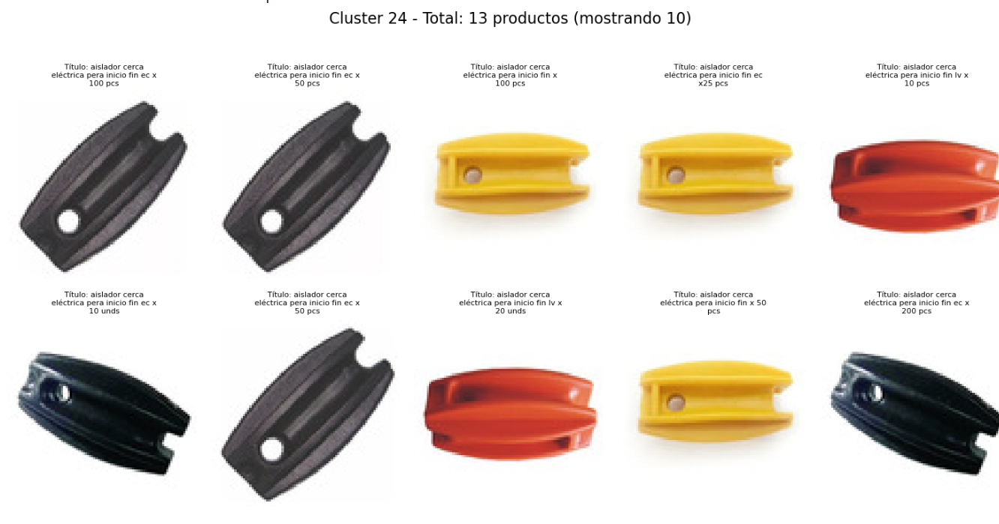 Cluster 24 - Total: 13 productos (mostrando 10)
Título: aislador cerca
eléctrica pera inicio fin ec x
100 pcs
Título: aislador cerca
eléctrica pera inicio fin ec x
50 pcs
Título: aislador cerca
eléctrica pera inicio fin x
100 pcs
Título: aislador cerca
eléctrica pera inicio fin ec
x25 pcs
Título: aislador cerca
eléctrica pera inicio fin lv x
10 pcs
Título: aislador cerca
eléctrica pera inicio fin ec x
10 unds
Título: aislador cerca
eléctrica pera inicio fin ec x
50 pcs
Título: aislador cerca
eléctrica pera inicio fin lv x
20 unds
Título: aislador cerca
eléctrica pera inicio fin x 50
pcs
Título: aislador cerca
eléctrica pera inicio fin ec x
200 pcs